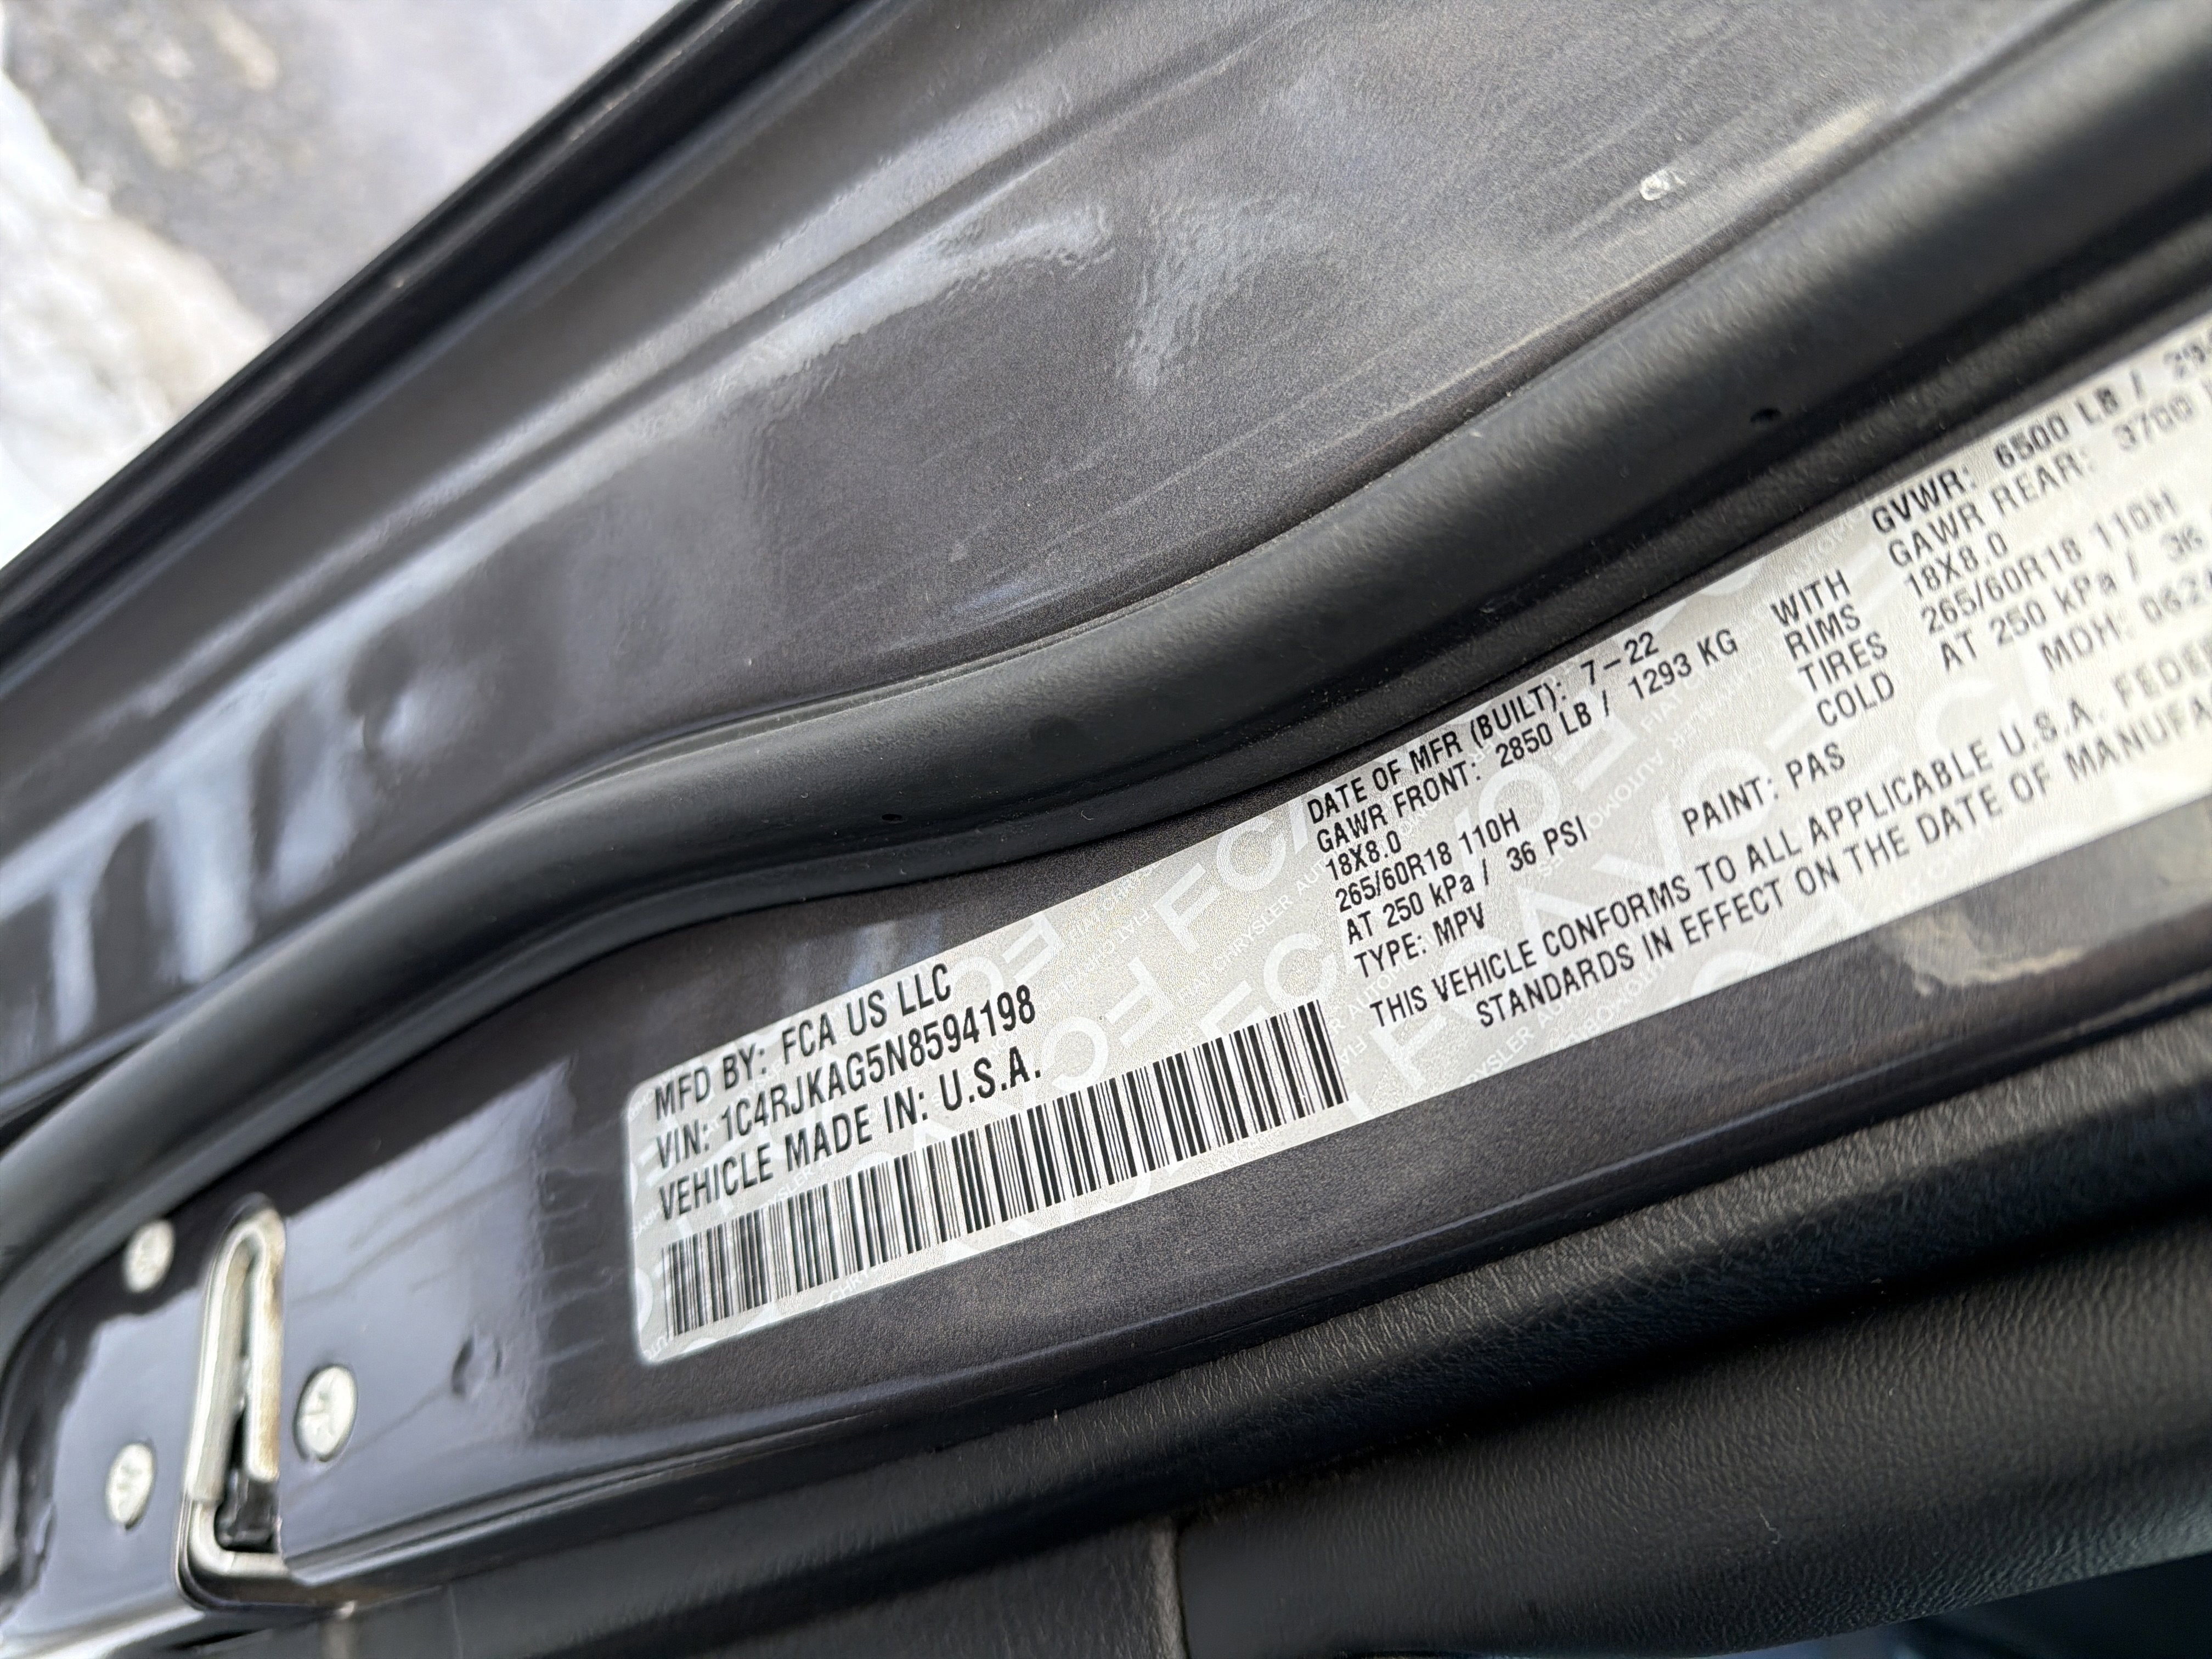 MFD BY: FCA US LLC
VIN: 1C4RJKAG5N8594198
VEHICLE MADE IN: U.S.A.
DATE OF MFR (BUILT): 7-22
GAWR FRONT: 2850 LB / 1293 KG
18X8.0
265/60R18 110H
AT 250 kPa / 36 PSI
TYPE: MPV
WITH
RIMS
TIRES
COLD
GVWR: 6500 LB /
GAWR REAR: 3700
18X8.0
265/60R18 110H
AT 250 kPa / 36
MDH:
PAINT: PAS
THIS VEHICLE CONFORMS TO ALL APPLICABLE U.S.A.
STANDARDS IN EFFECT ON THE DATE OF
FCA